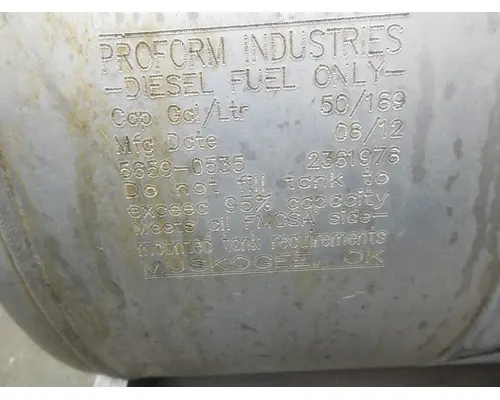 PROFORM INDUSTRIES
-DIESEL FUEL ONLY-
Cap Gal/Ltr 50/189
Mfg Date 06/12
5659-0535 2361976
Do not fill tank to
exceed 95% capacity
Meets all FMCSA side-
mounted tank requirements
MUSKOGEE, OK